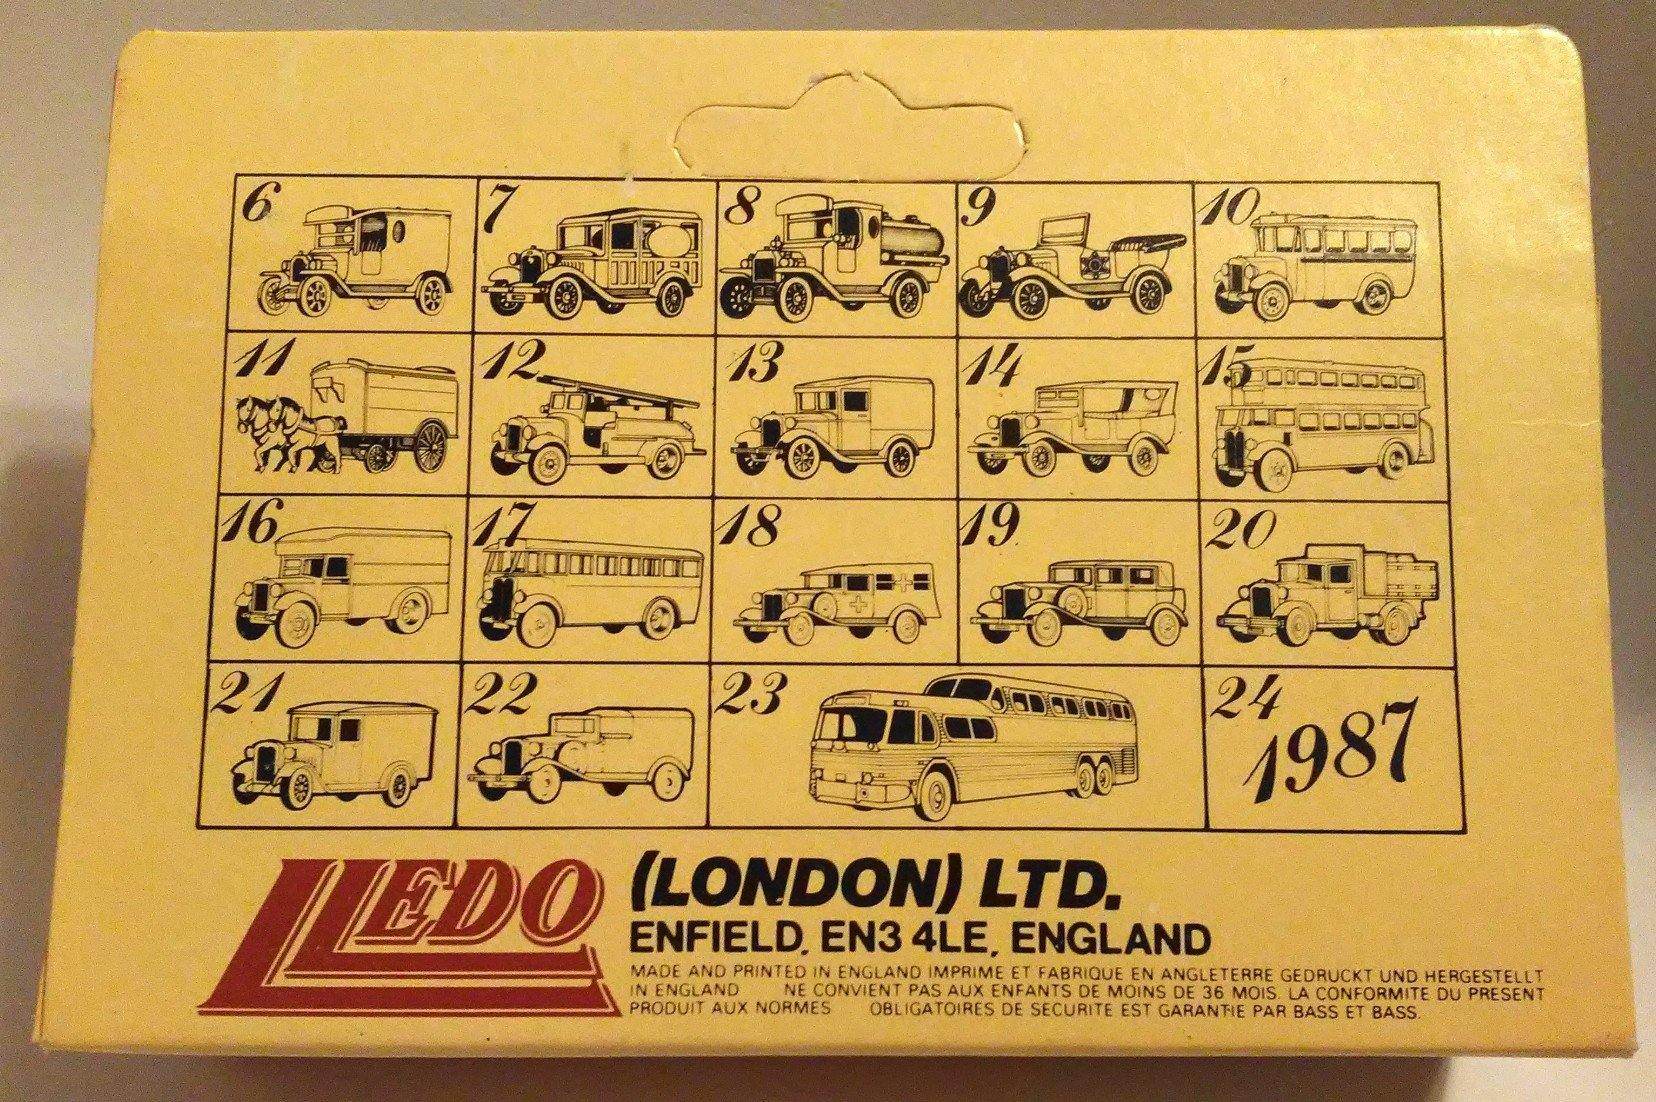 6 7 8 9 10
11 12 13 14 15
16 17 18 19 20
21 22 23 24
1987
LLEDO
(LONDON) LTD.
ENFIELD, EN3 4LE, ENGLAND
MADE AND PRINTED IN ENGLAND IMPRIME ET FABRIQUE EN ANGLETERRE GEDRUCKT UND HERGESTELLT
IN ENGLAND NE CONVIENT PAS AUX ENFANTS DE MOINS DE 36 MOIS. LA CONFORMITE DU PRESENT
PRODUIT AUX NORMES OBLIGATOIRES DE SECURITE EST GARANTIE PAR BASS ET BASS.